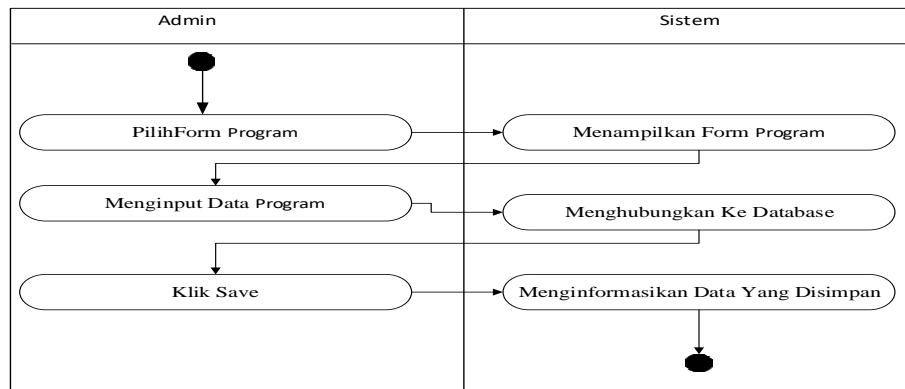 Admin
Sistem
PilihForm Program
Menampilkan Form Program
Menginput Data Program
Menghubungkan Ke Database
Klik Save
Menginformasikan Data Yang Disimpan